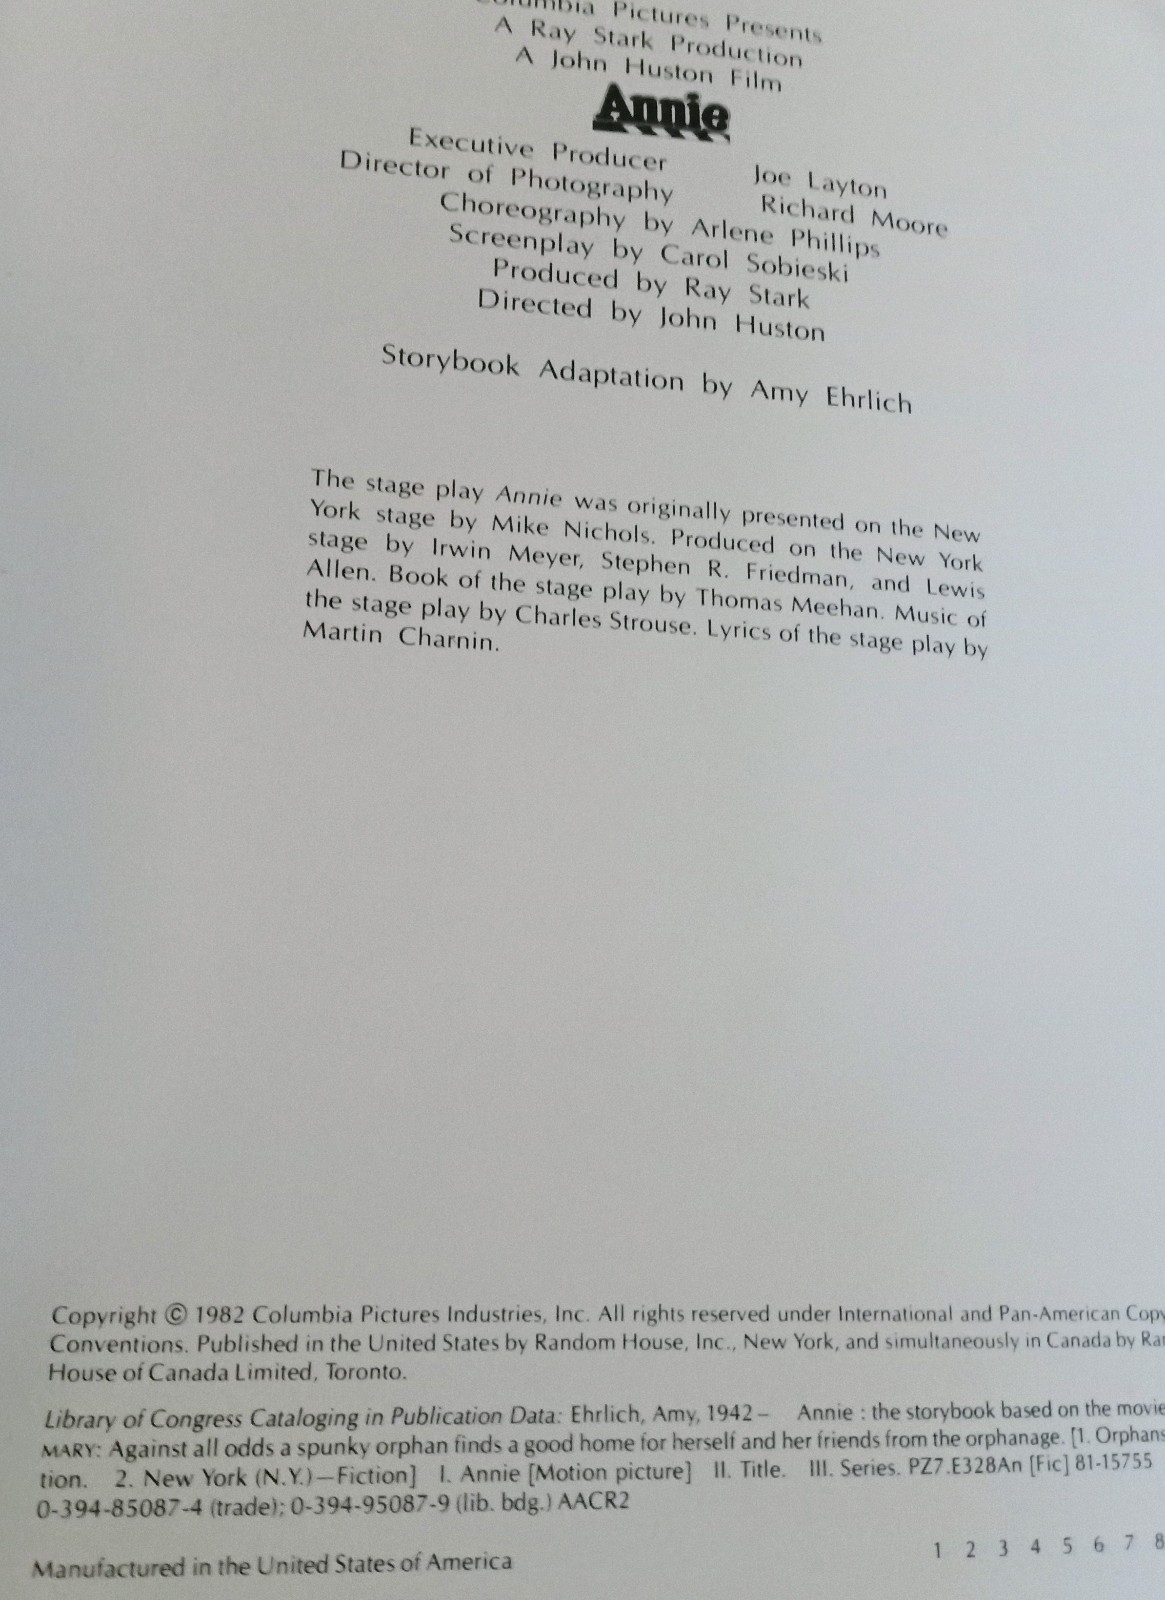 Columbia Pictures Presents
A Ray Stark Production
A John Huston Film
Annie
Executive Producer Joe Layton
Director of Photography Richard Moore
Choreography by Arlene Phillips
Screenplay by Carol Sobieski
Produced by Ray Stark
Directed by John Huston
Storybook Adaptation by Amy Ehrlich
The stage play Annie was originally presented on the New
York stage by Mike Nichols. Produced on the New York
stage by Irwin Meyer, Stephen R. Friedman, and Lewis
Allen. Book of the stage play by Thomas Meehan. Music of
the stage play by Charles Strouse. Lyrics of the stage play by
Martin Charnin.
Copyright © 1982 Columbia Pictures Industries, Inc. All rights reserved under International and Pan-American Copy
Conventions. Published in the United States by Random House, Inc., New York, and simultaneously in Canada by Ran
House of Canada Limited, Toronto.
Library of Congress Cataloging in Publication Data: Ehrlich, Amy, 1942– Annie : the storybook based on the movie
MARY: Against all odds a spunky orphan finds a good home for herself and her friends from the orphanage. [1. Orphans
tion. 2. New York (N.Y.)—Fiction] I. Annie [Motion picture] II. Title. III. Series. PZ7.E328An [Fic] 81-15755
0-394-85087-4 (trade); 0-394-95087-9 (lib. bdg.) AACR2
Manufactured in the United States of America
1 2 3 4 5 6 7 8